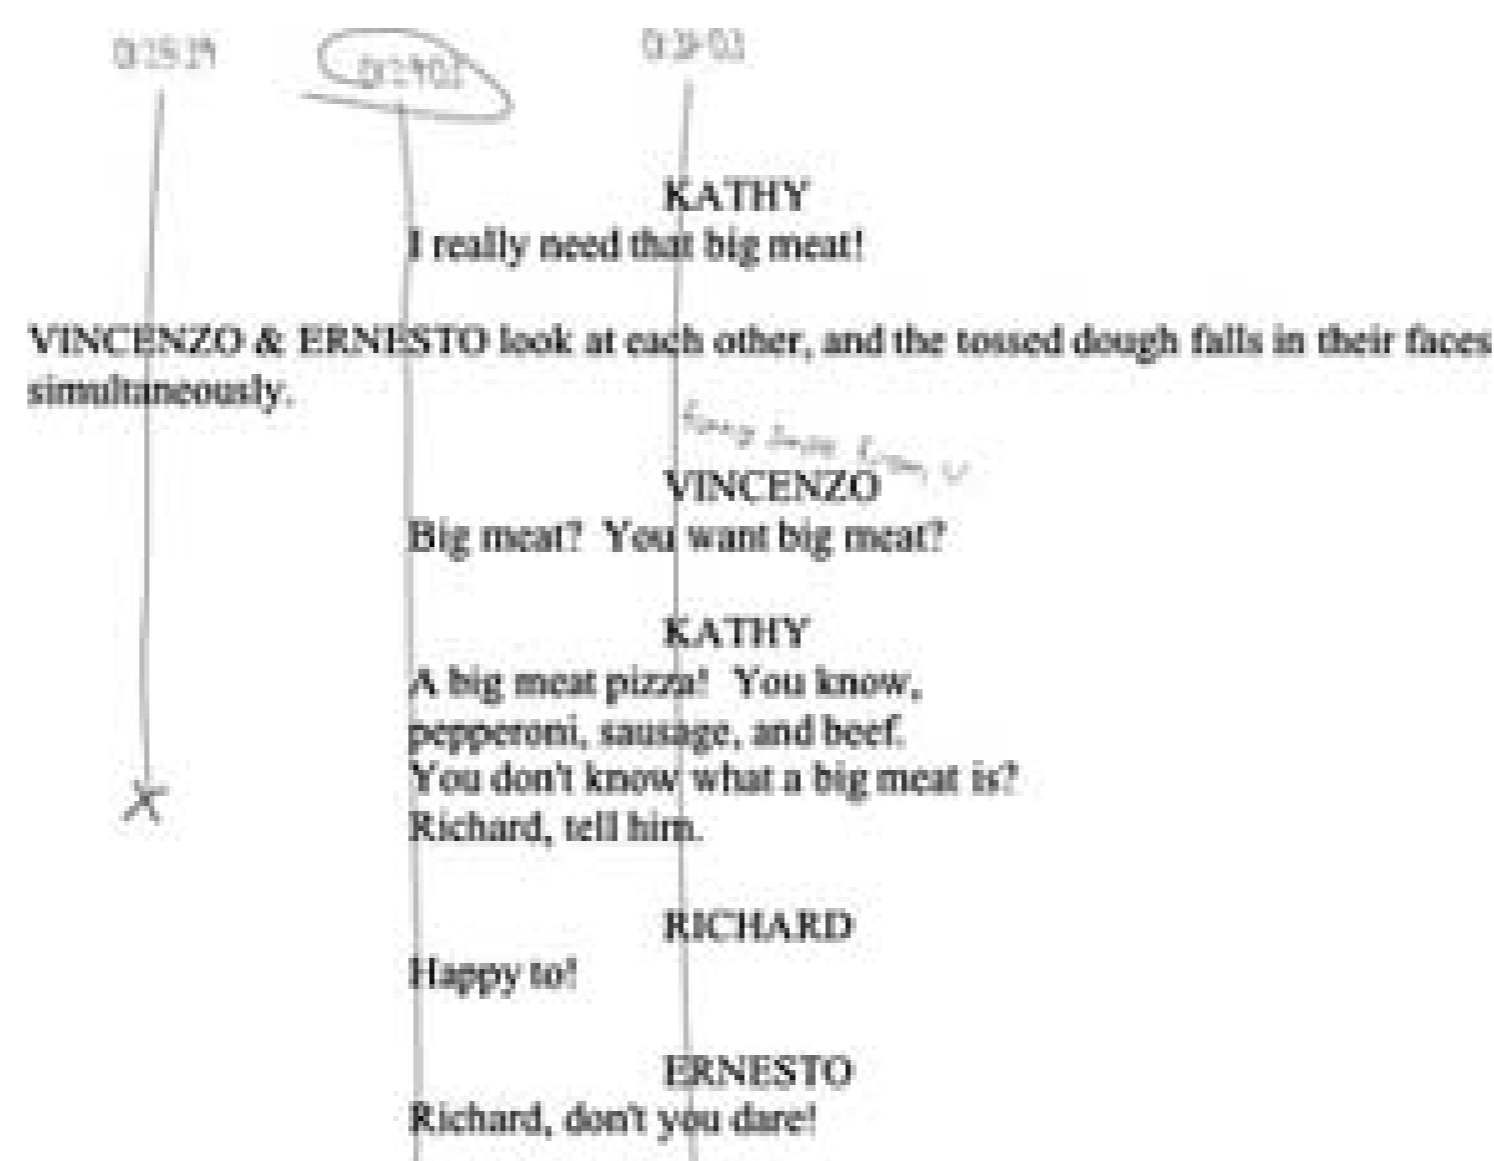 KATHY
I really need that big meat!
VINCENZO & ERNESTO look at each other, and the tossed dough falls in their faces
simultaneously.
VINCENZO
Big meat?  You want big meat?
KATHY
A big meat pizza!  You know,
pepperoni, sausage, and beef.
You don't know what a big meat is?
Richard, tell him.
RICHARD
Happy to!
ERNESTO
Richard, don't you dare!